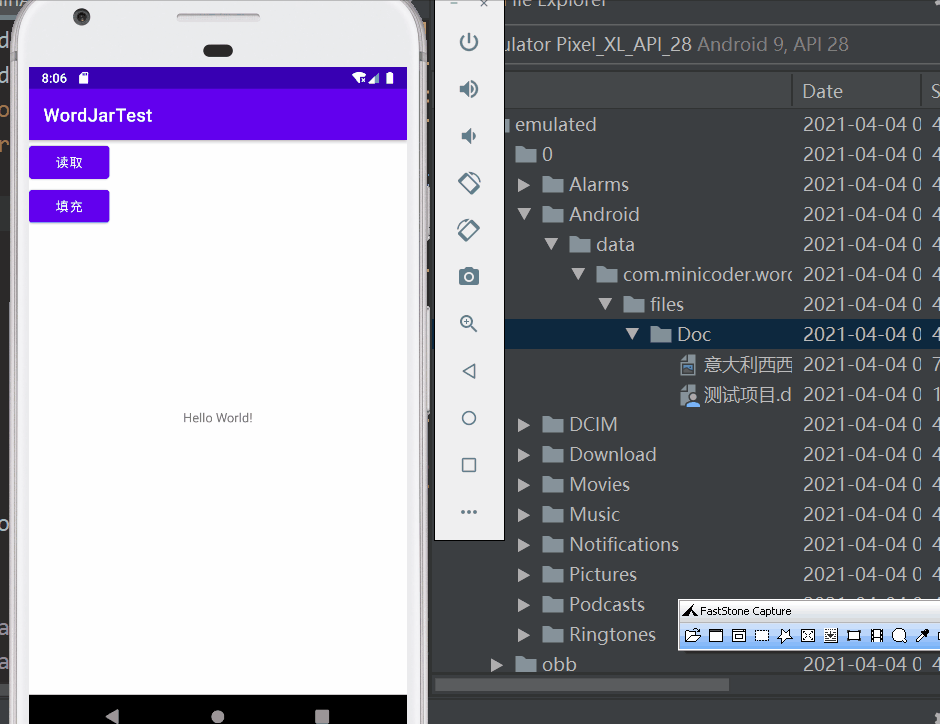 8:06
WordJarTest
读取
填充
Hello World!
File Explorer
ulator Pixel_XL_API_28 Android 9, API 28
Date S
emulated 2021-04-04 0 4
0 2021-04-04 0 4
Alarms 2021-04-04 0 4
Android 2021-04-04 0 4
data 2021-04-04 0 4
com.minicoder.word 2021-04-04 0 4
files 2021-04-04 0 4
Doc 2021-04-04 0 4
意大利西西 2021-04-04 0 7
测试项目.d 2021-04-04 0 1
DCIM 2021-04-04 0 4
Download 2021-04-04 0 4
Movies 2021-04-04 0 4
Music 2021-04-04 0 4
Notifications 2021-04-04 0 4
Pictures 2021-04-04 0 4
Podcasts
Ringtones
obb 2021-04-04 0 4
FastStone Capture